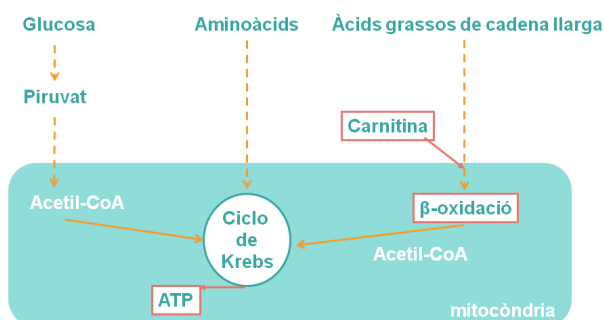 Glucosa
Aminoàcids
Àcids grassos de cadena llarga
Piruvat
Carnitina
Acetil-CoA
Ciclo
de
Krebs
β-oxidació
Acetil-CoA
ATP
mitocòndria